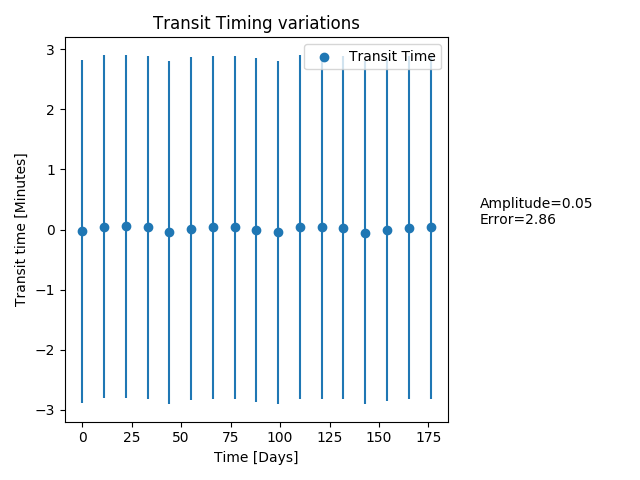 Transit Timing variations
Transit Time
3
2
1
0
−1
−2
−3
Transit time [Minutes]
Amplitude=0.05
Error=2.86
0 25 50 75 100 125 150 175
Time [Days]